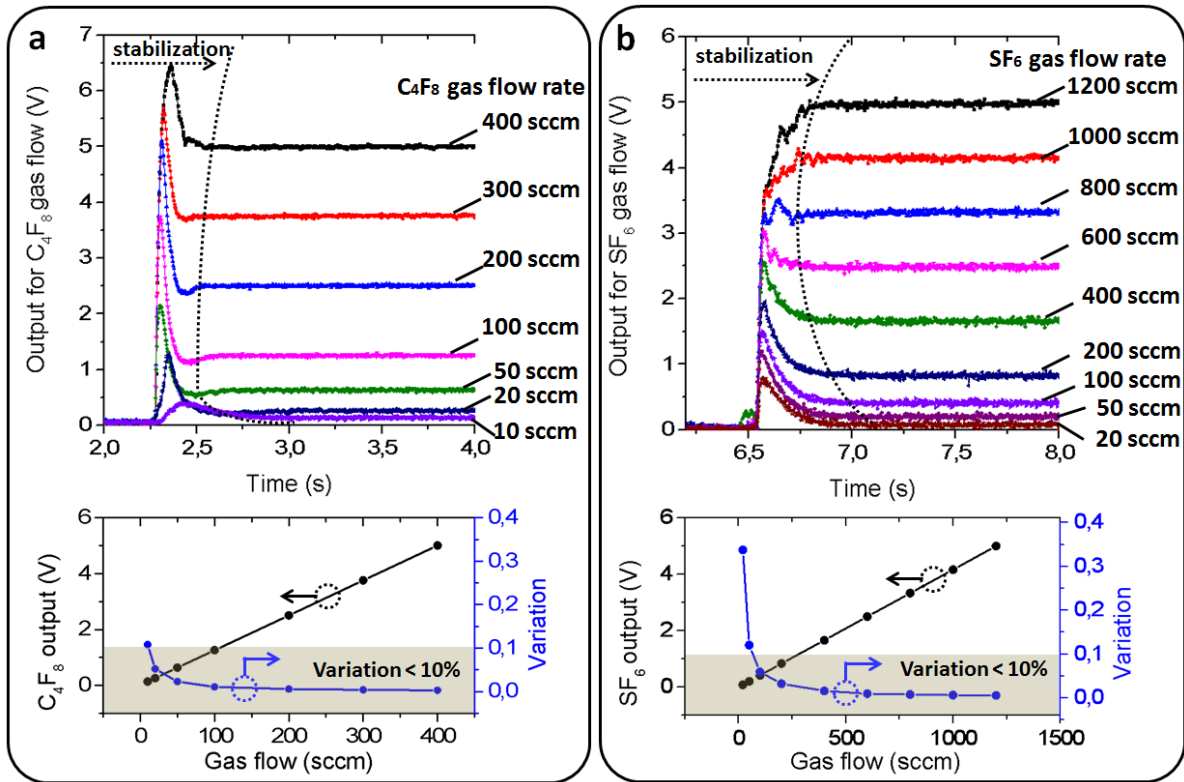 a
stabilization
C₄F₈ gas flow rate
400 sccm
300 sccm
200 sccm
100 sccm
50 sccm
20 sccm
10 sccm
Output for C₄F₈ gas flow (V)
7
6
5
4
3
2
1
0
2,0
2,5
3,0
3,5
4,0
Time (s)
C₄F₈ output (V)
6
4
2
0
0,4
0,3
0,2
0,1
0,0
Variation
Variation < 10%
0
100
200
300
400
Gas flow (sccm)
b
stabilization
SF₆ gas flow rate
1200 sccm
1000 sccm
800 sccm
600 sccm
400 sccm
200 sccm
100 sccm
50 sccm
20 sccm
Output for SF₆ gas flow (V)
6
5
4
3
2
1
0
6,5
7,0
7,5
8,0
Time (s)
SF₆ output (V)
6
4
2
0
0,4
0,3
0,2
0,1
0,0
Variation
Variation < 10%
0
500
1000
1500
Gas flow (sccm)